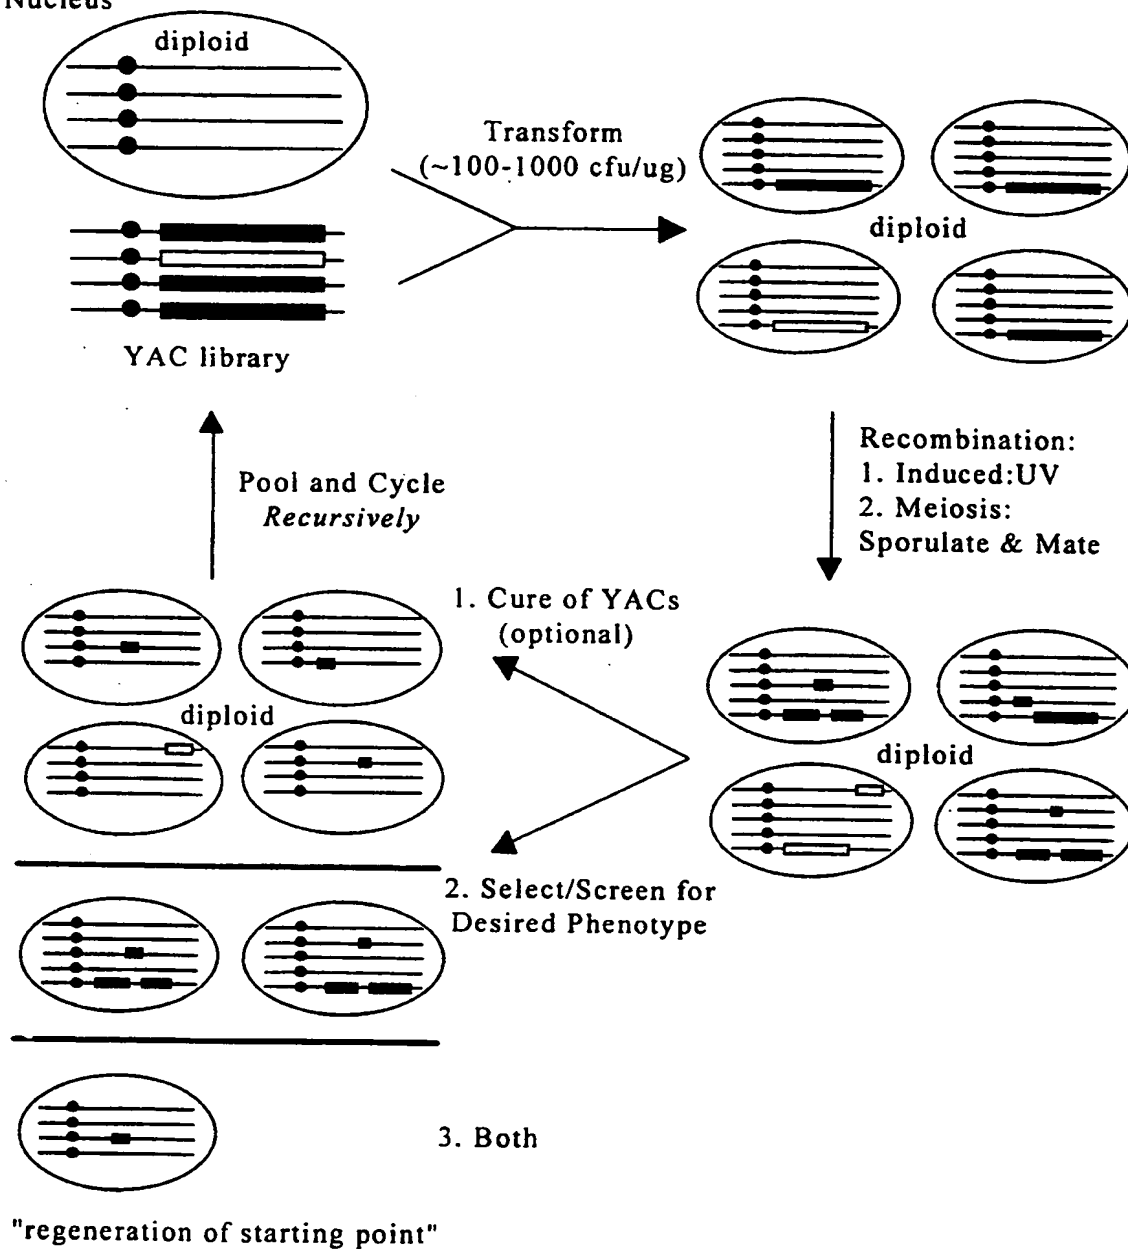 Nucleus
diploid
Transform
(~100-1000 cfu/ug)
diploid
YAC library
Recombination:
1. Induced:UV
2. Meiosis:
Sporulate & Mate
Pool and Cycle
Recursively
1. Cure of YACs
(optional)
diploid
diploid
2. Select/Screen for
Desired Phenotype
3. Both
"regeneration of starting point"